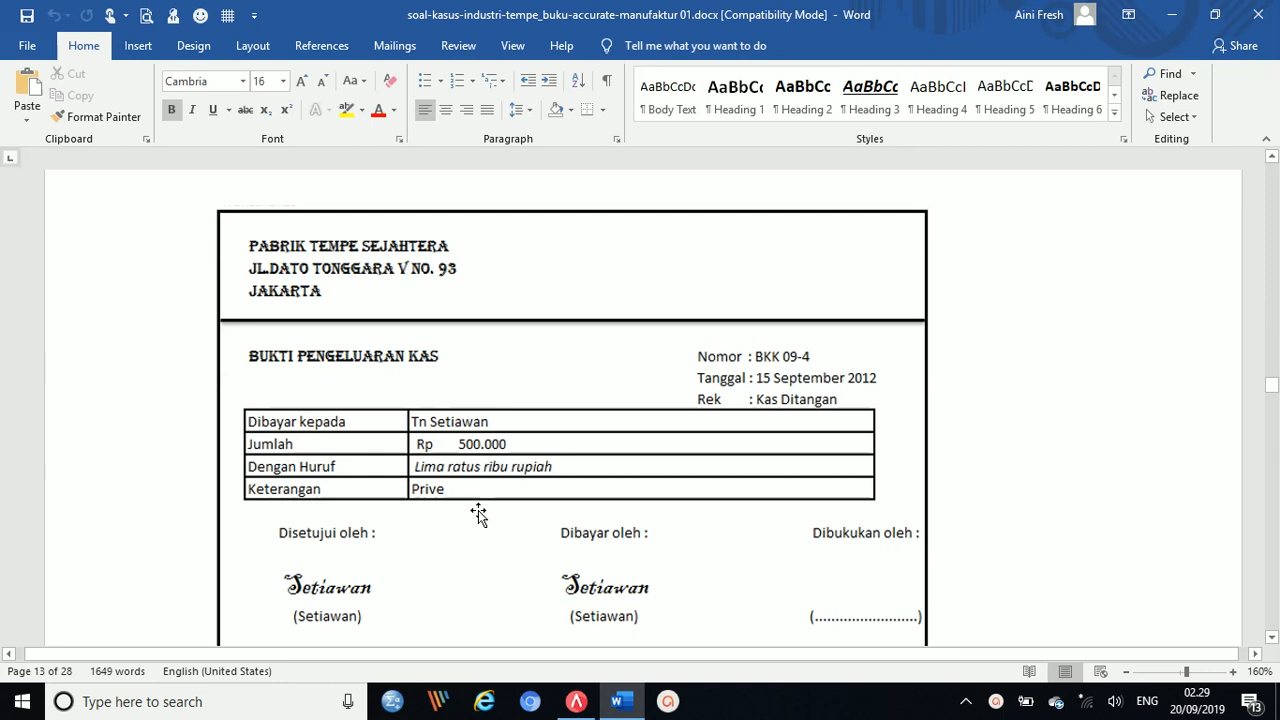 soal-kasus-industri-tempe_buku-accurate-manufaktur 01.docx [Compatibility Mode] - Word
Aini Fresh
File Home Insert Design Layout References Mailings Review View Help Tell me what you want to do Share
Paste
Cut
Copy
Format Painter
Clipboard
Cambria 16
Font
Paragraph
AaBbCcDc AaBbC AaBbCc AaBbCc AaBbCcI AaBbCcD AaBbCcD
¶ Body Text ¶ Heading 1 ¶ Heading 2 ¶ Heading 3 ¶ Heading 4 ¶ Heading 5 ¶ Heading 6
Styles
Find
Replace
Select
Editing
PABRIK TEMPE SEJAHTERA
JL.DATO TONGGARA V NO. 93
JAKARTA
BUKTI PENGELUARAN KAS
Nomor : BKK 09-4
Tanggal : 15 September 2012
Rek : Kas Ditangan
Dibayar kepada Tn Setiawan
Jumlah Rp 500.000
Dengan Huruf Lima ratus ribu rupiah
Keterangan Prive
Disetujui oleh : Dibayar oleh : Dibukukan oleh :
Setiawan Setiawan
(Setiawan) (Setiawan) (.........................)
Page 13 of 28 1649 words English (United States) 160%
Type here to search
ENG
02.29
20/09/2019
13